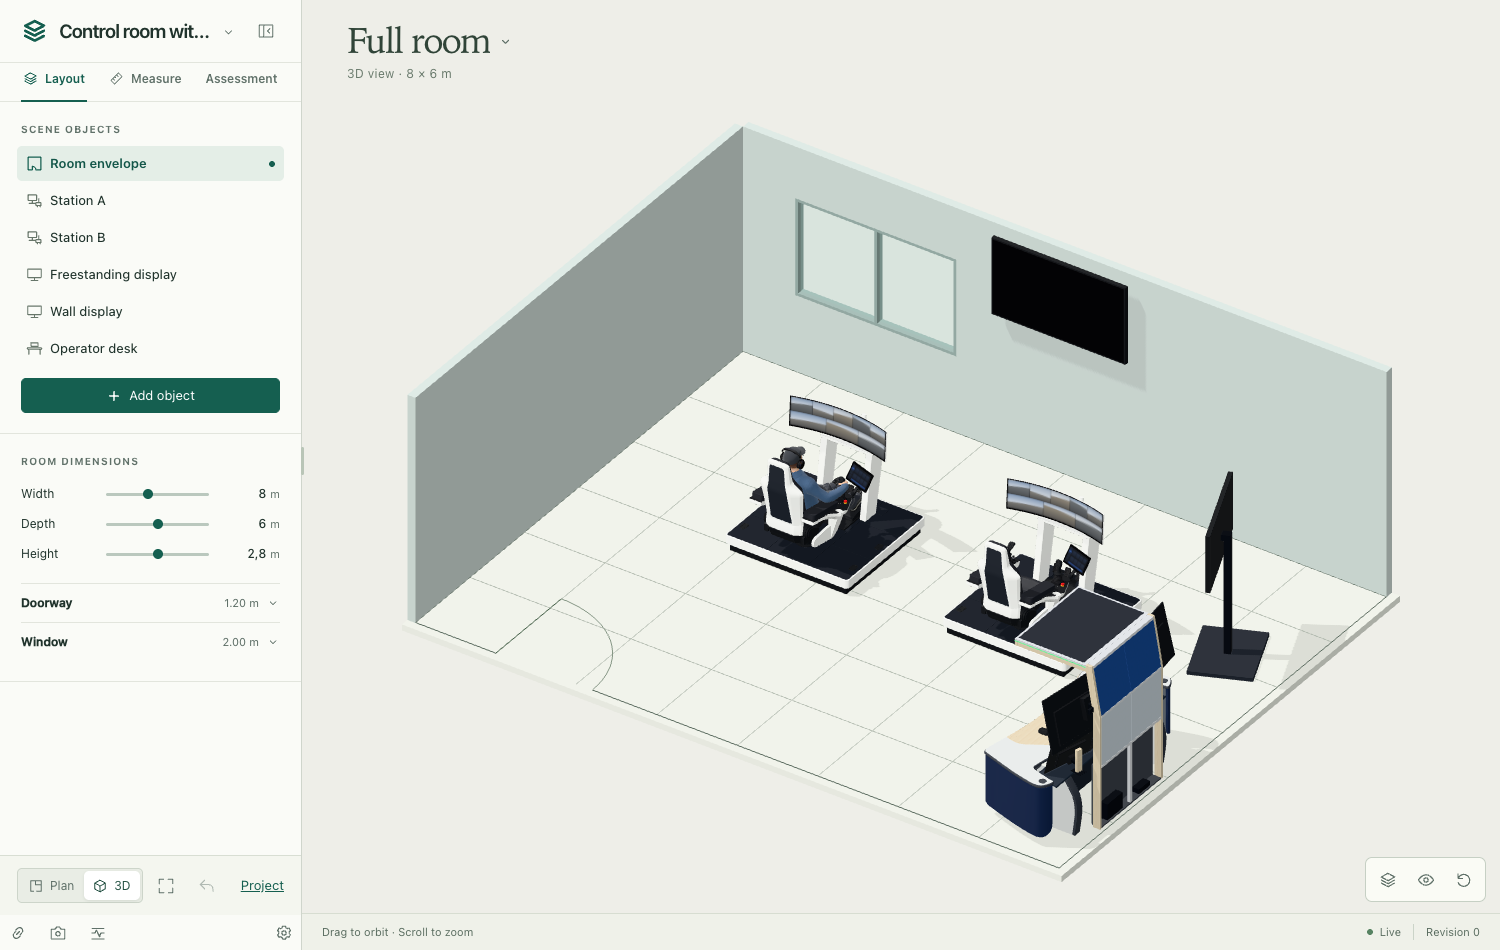 Control room wit...
Layout
Measure
Assessment
SCENE OBJECTS
Room envelope
Station A
Station B
Freestanding display
Wall display
Operator desk
+ Add object
ROOM DIMENSIONS
Width 8 m
Depth 6 m
Height 2,8 m
Doorway 1.20 m
Window 2.00 m
Plan
3D
Project
Full room
3D view · 8 × 6 m
Drag to orbit · Scroll to zoom
Live
Revision 0